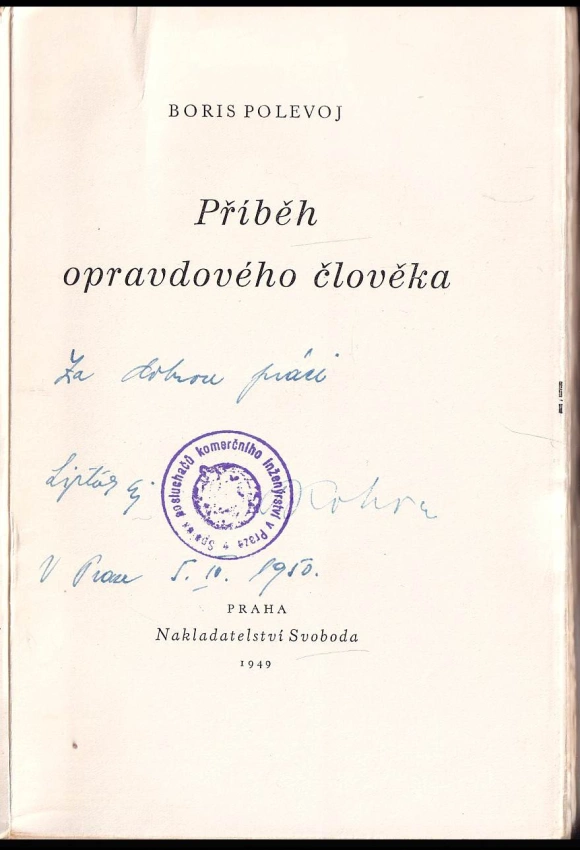 BORIS POLEVOJ
Příběh
opravdového člověka
Za dobrou práci
Spolek posluchačů komerčního inženýrství v Praze
V Praze 5. IV. 1950.
PRAHA
Nakladatelství Svoboda
1949